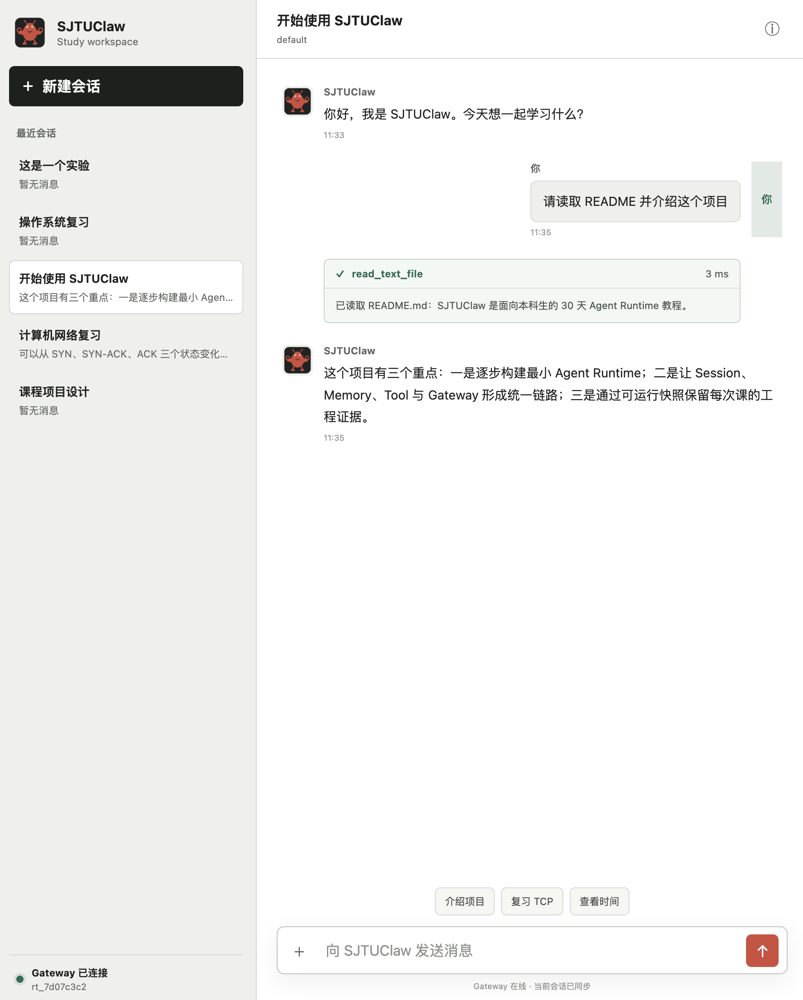 SJTUClaw
Study workspace
+ 新建会话
最近会话
这是一个实验
暂无消息
操作系统复习
暂无消息
开始使用 SJTUClaw
这个项目有三个重点：一是逐步构建最小 Agen...
计算机网络复习
可以从 SYN、SYN-ACK、ACK 三个状态变化...
课程项目设计
暂无消息
Gateway 已连接
rt_7d07c3c2
开始使用 SJTUClaw
default
SJTUClaw
你好，我是 SJTUClaw。今天想一起学习什么?
11:33
你
请读取 README 并介绍这个项目
你
11:35
✓ read_text_file 3 ms
已读取 README.md：SJTUClaw 是面向本科生的 30 天 Agent Runtime 教程。
SJTUClaw
这个项目有三个重点：一是逐步构建最小 Agent Runtime；二是让 Session、
Memory、Tool 与 Gateway 形成统一链路；三是通过可运行快照保留每次课的工
程证据。
11:35
介绍项目 复习 TCP 查看时间
+ 向 SJTUClaw 发送消息
Gateway 在线 · 当前会话已同步